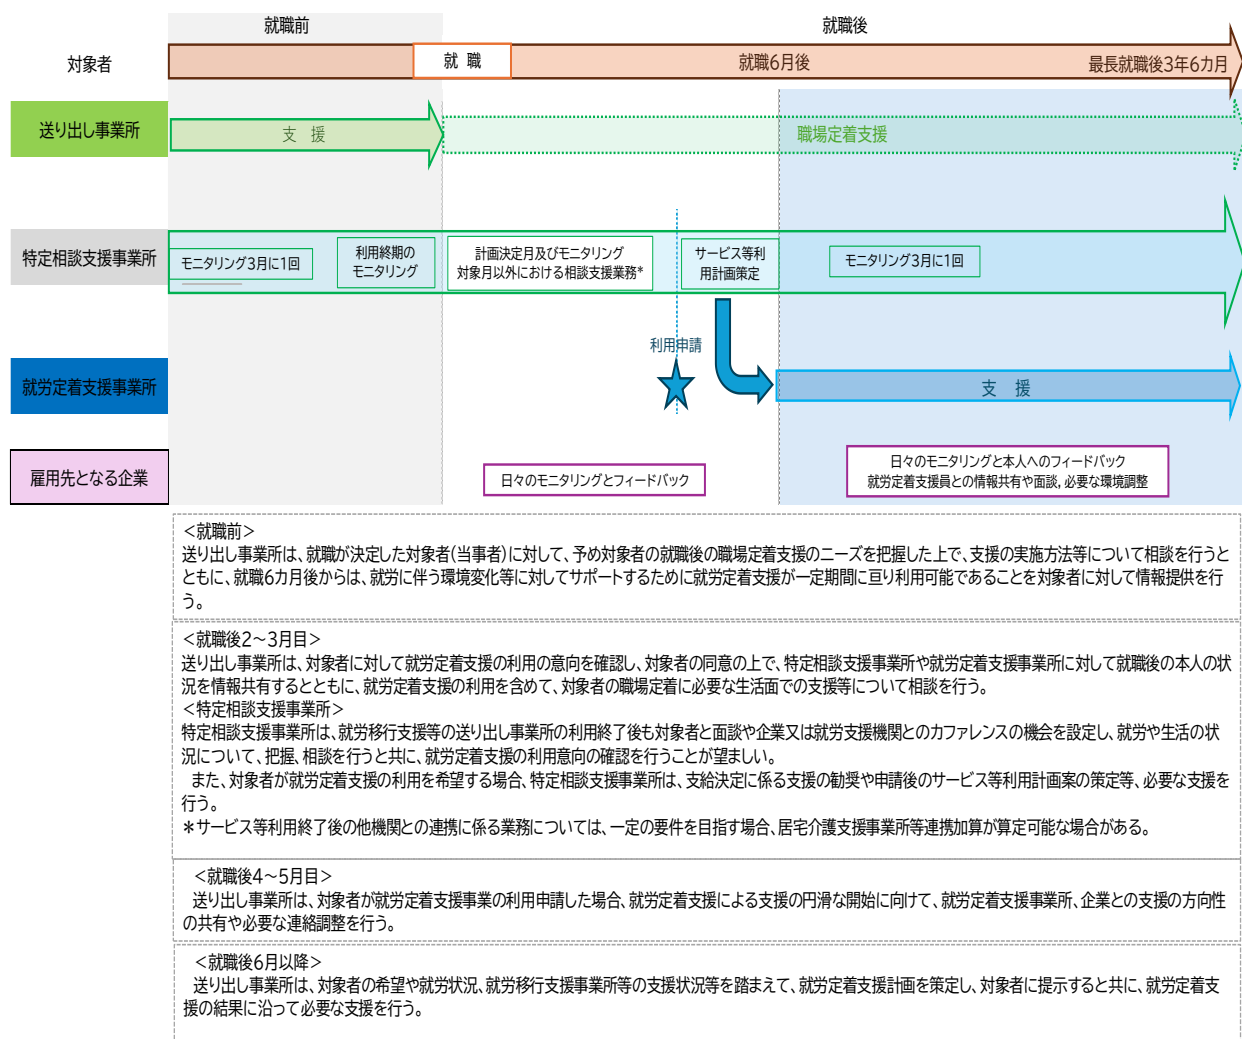 就職前
就職後
対象者
就 職
就職6月後
最長就職後3年6カ月
送り出し事業所
支 援
職場定着支援
特定相談支援事業所
モニタリング3月に1回
利用終期の
モニタリング
計画決定月及びモニタリング
対象月以外における相談支援業務*
サービス等利
用計画策定
モニタリング3月に1回
利用申請
就労定着支援事業所
支 援
雇用先となる企業
日々のモニタリングとフィードバック
日々のモニタリングと本人へのフィードバック
就労定着支援員との情報共有や面談,必要な環境調整
＜就職前＞
送り出し事業所は、就職が決定した対象者(当事者)に対して、予め対象者の就職後の職場定着支援のニーズを把握した上で、支援の実施方法等について相談を行うと
ともに、就職6カ月後からは、就労に伴う環境変化等に対してサポートするために就労定着支援が一定期間に亘り利用可能であることを対象者に対して情報提供を行
う。
＜就職後2～3月目＞
送り出し事業所は、対象者に対して就労定着支援の利用の意向を確認し、対象者の同意の上で、特定相談支援事業所や就労定着支援事業所に対して就職後の本人の状
況を情報共有するとともに、就労定着支援の利用を含めて、対象者の職場定着に必要な生活面での支援等について相談を行う。
＜特定相談支援事業所＞
特定相談支援事業所は、就労移行支援等の送り出し事業所の利用終了後も対象者と面談や企業又は就労支援機関とのカファレンスの機会を設定し、就労や生活の状
況について、把握、相談を行うと共に、就労定着支援の利用意向の確認を行うことが望ましい。
また、対象者が就労定着支援の利用を希望する場合、特定相談支援事業所は、支給決定に係る支援の勧奨や申請後のサービス等利用計画案の策定等、必要な支援を
行う。
＊サービス等利用終了後の他機関との連携に係る業務については、一定の要件を目指す場合、居宅介護支援事業所等連携加算が算定可能な場合がある。
＜就職後4～5月目＞
送り出し事業所は、対象者が就労定着支援事業の利用申請した場合、就労定着支援による支援の円滑な開始に向けて、就労定着支援事業所、企業との支援の方向性
の共有や必要な連絡調整を行う。
＜就職後6月以降＞
送り出し事業所は、対象者の希望や就労状況、就労移行支援事業所等の支援状況等を踏まえて、就労定着支援計画を策定し、対象者に提示すると共に、就労定着支
援の結果に沿って必要な支援を行う。